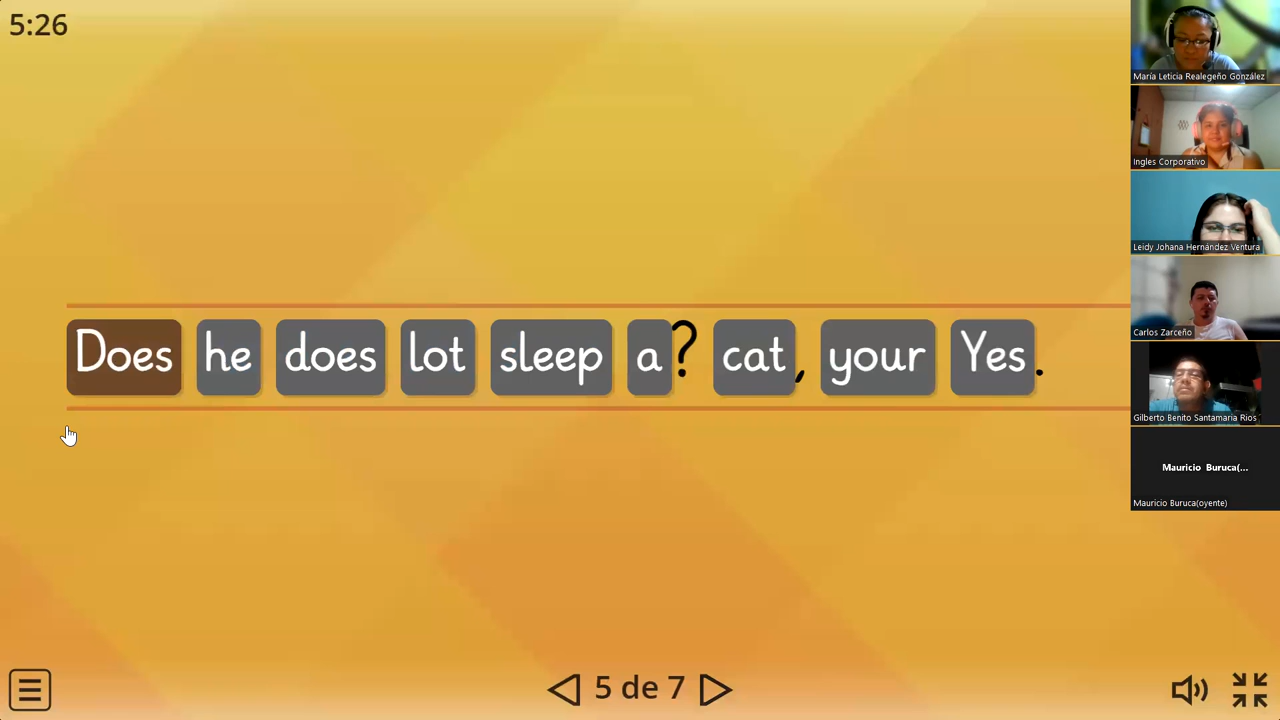 5:26
Does he does lot sleep a? cat, your Yes.
5 de 7
María Leticia Realegeño González
Ingles Corporativo
Leidy Johana Hernández Ventura
Carlos Zarceño
Gilberto Benito Santamaria Rios
Mauricio Buruca(...
Mauricio Buruca(oyente)